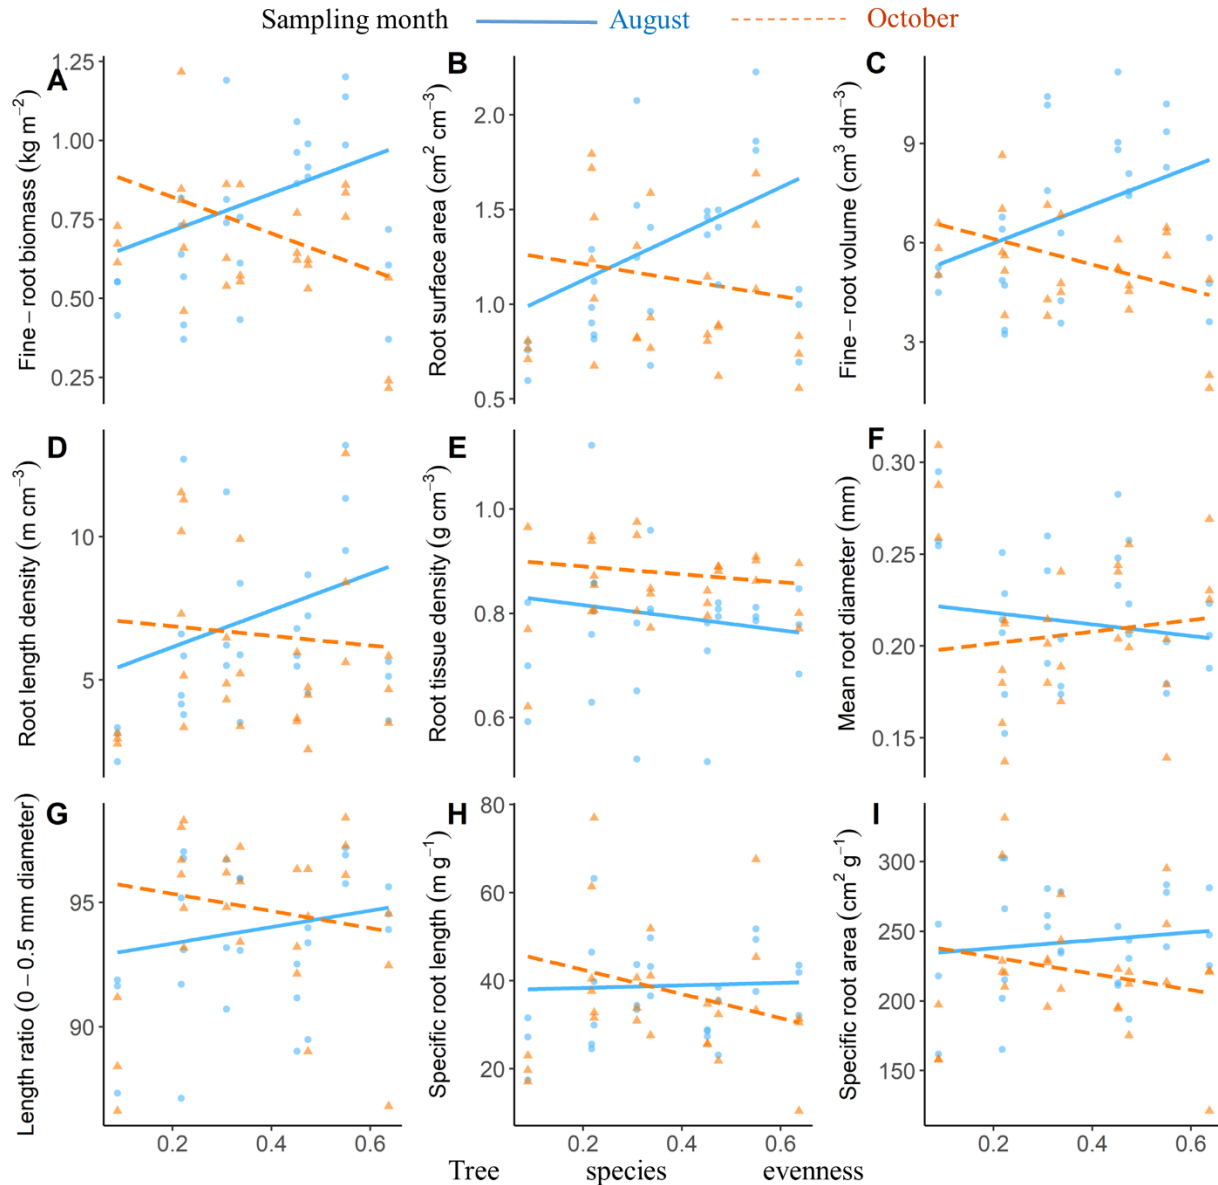 Sampling month August October
A
Fine – root biomass (kg m⁻²)
1.25
1.00
0.75
0.50
0.25
B
Root surface area (cm² cm⁻³)
2.0
1.5
1.0
0.5
C
Fine – root volume (cm³ dm⁻³)
9
6
3
D
Root length density (m cm⁻³)
10
5
E
Root tissue density (g cm⁻³)
1.0
0.8
0.6
F
Mean root diameter (mm)
0.30
0.25
0.20
0.15
G
Length ratio (0 – 0.5 mm diameter)
95
90
0.2 0.4 0.6
H
Specific root length (m g⁻¹)
80
60
40
20
0.2 0.4 0.6
I
Specific root area (cm² g⁻¹)
300
250
200
150
0.2 0.4 0.6
Tree species evenness